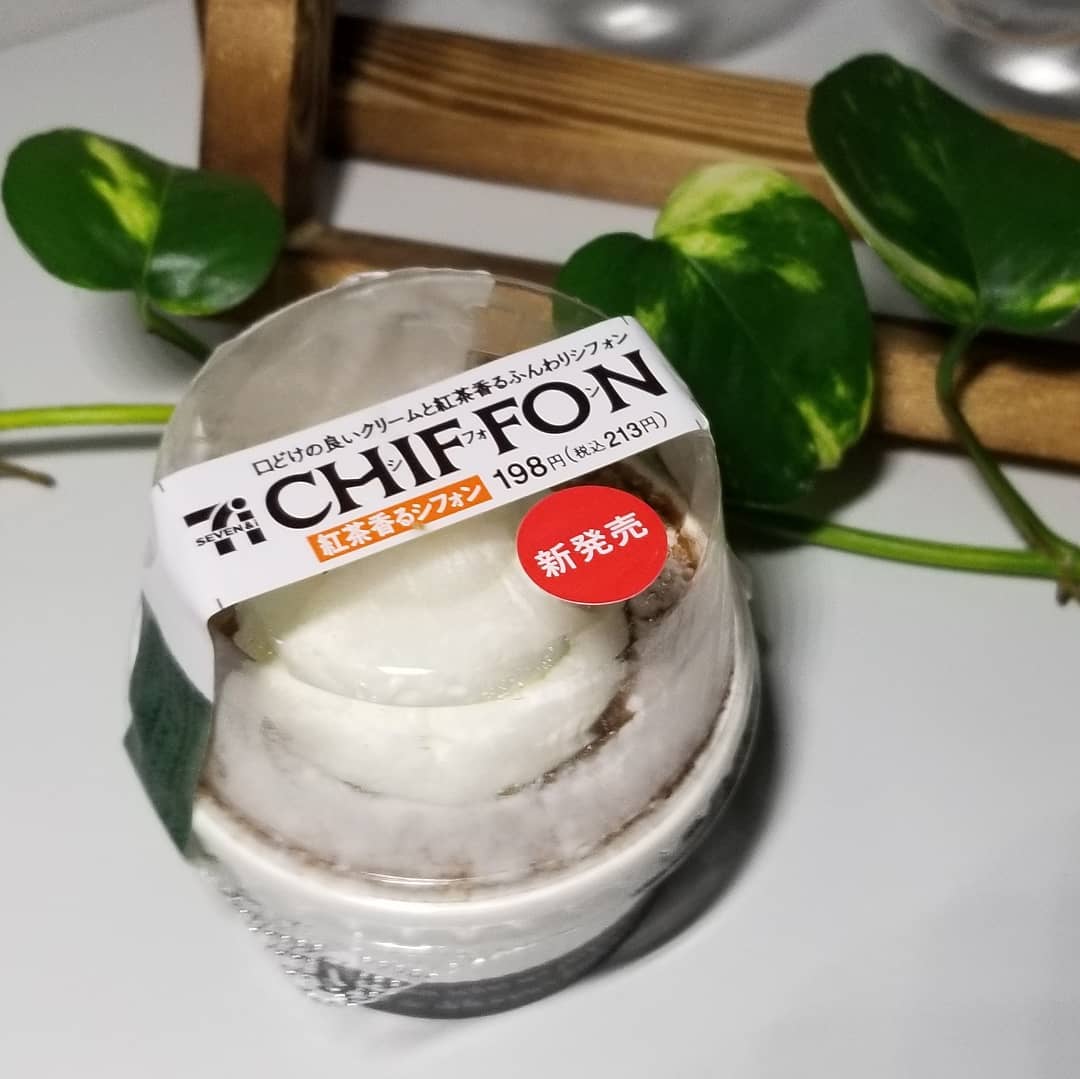 口どけの良いクリームと紅茶香るふんわりシフォン
CHIFFON
シフォン
7i
SEVEN&i
紅茶香るシフォン
198円(税込213円)
新発売